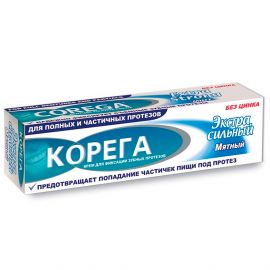 COREGA
ДЛЯ ПОЛНЫХ И ЧАСТИЧНЫХ ПРОТЕЗОВ
БЕЗ ЦИНКА
КОРЕГА
КРЕМ ДЛЯ ФИКСАЦИИ ЗУБНЫХ ПРОТЕЗОВ
Экстра
сильный
Мятный
ПРЕДОТВРАЩАЕТ ПОПАДАНИЕ ЧАСТИЧЕК ПИЩИ ПОД ПРОТЕЗ